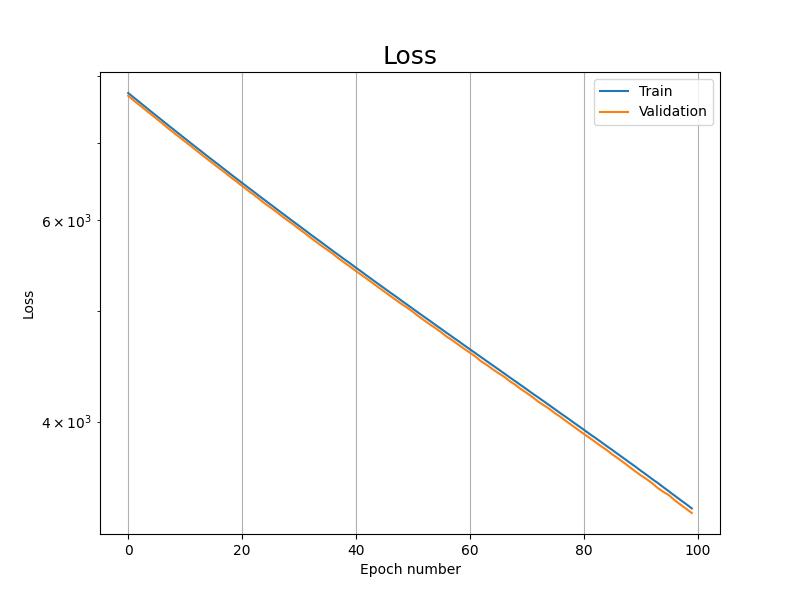 Loss
Train
Validation
6 × 10³
Loss
4 × 10³
0 20 40 60 80 100
Epoch number